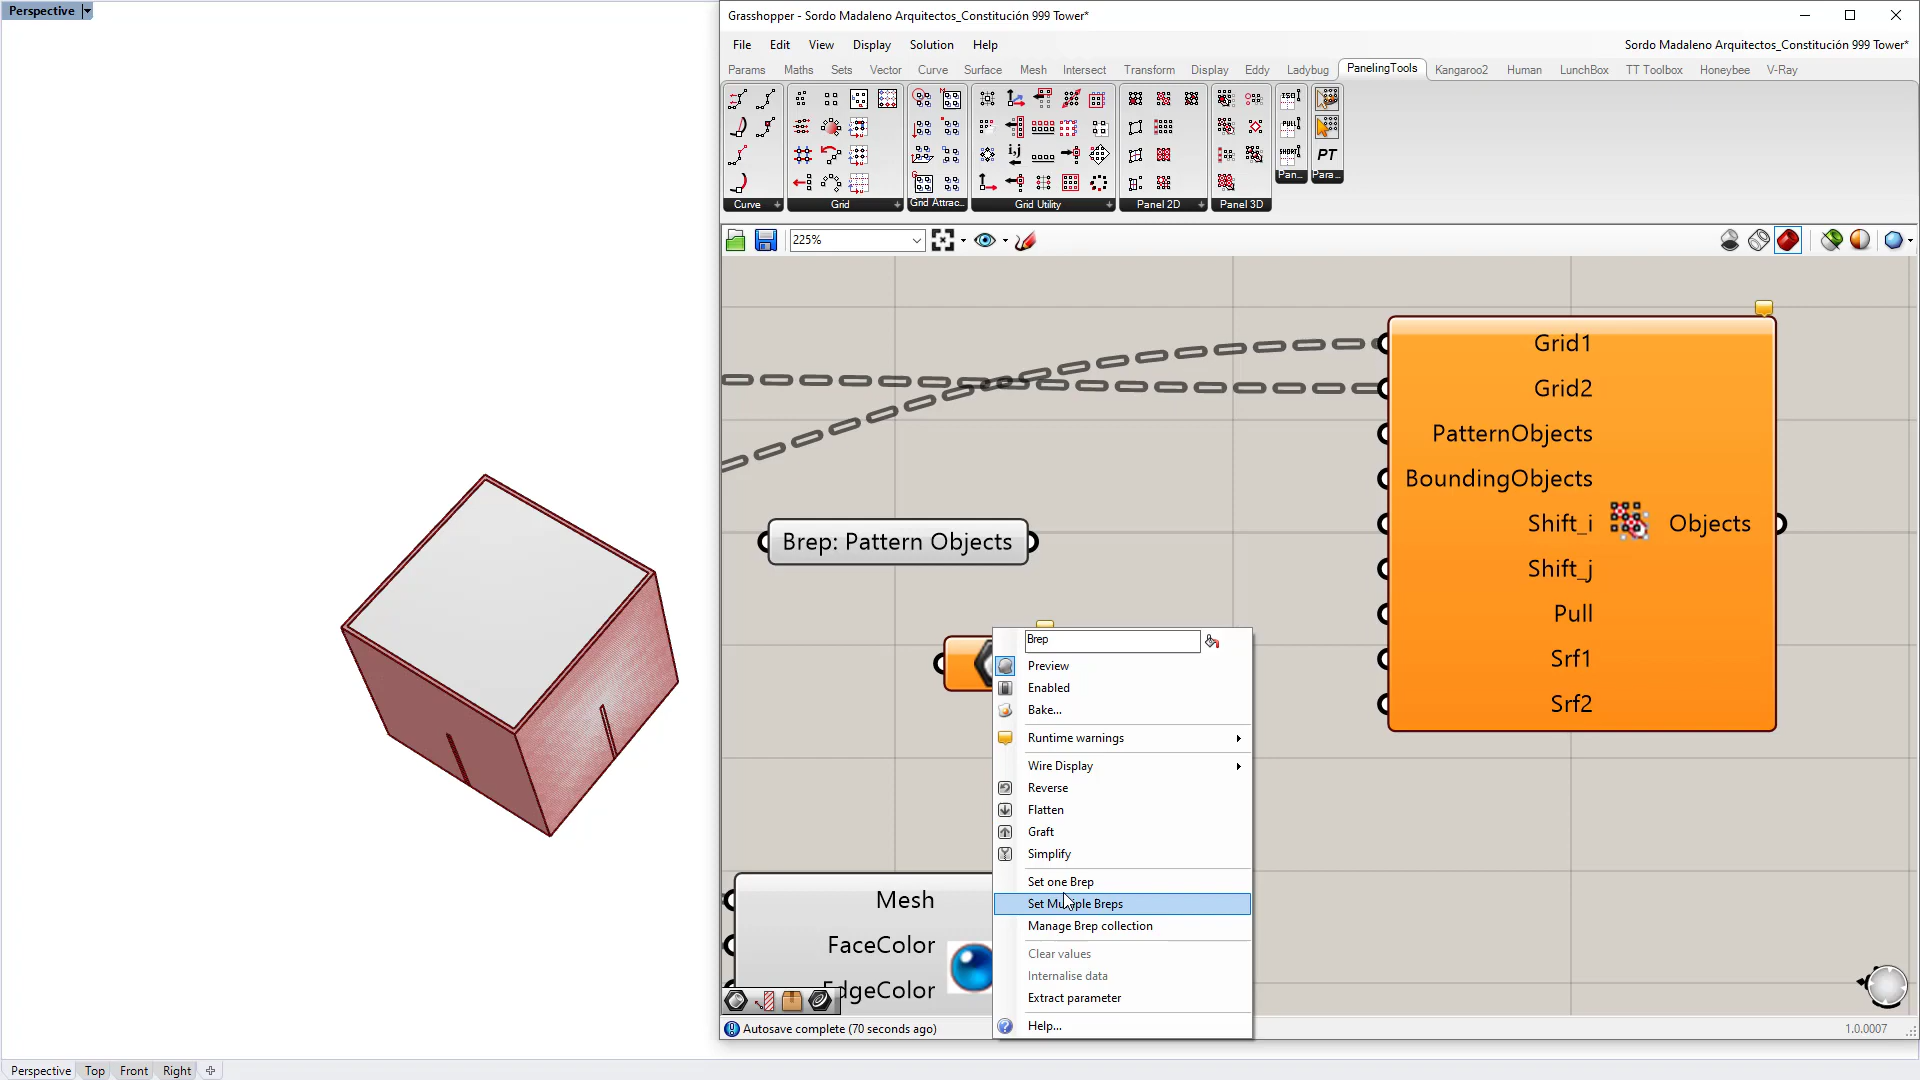 Perspective
Grasshopper - Sordo Madaleno Arquitectos_Constitución 999 Tower*
File Edit View Display Solution Help
Sordo Madaleno Arquitectos_Constitución 999 Tower*
Params Maths Sets Vector Curve Surface Mesh Intersect Transform Display Eddy Ladybug PanelingTools Kangaroo2 Human LunchBox TT Toolbox Honeybee V-Ray
Curve Grid Grid Attrac... Grid Utility Panel 2D Panel 3D Pan... Para...
PT
225%
Grid1
Grid2
PatternObjects
BoundingObjects
Shift_i
Objects
Shift_j
Pull
Srf1
Srf2
Brep: Pattern Objects
Brep
Preview
Enabled
Bake...
Runtime warnings
Wire Display
Reverse
Flatten
Graft
Simplify
Set one Brep
Set Multiple Breps
Manage Brep collection
Clear values
Internalise data
Extract parameter
Help...
Mesh
FaceColor
EdgeColor
Autosave complete (70 seconds ago)
1.0.0007
Perspective Top Front Right